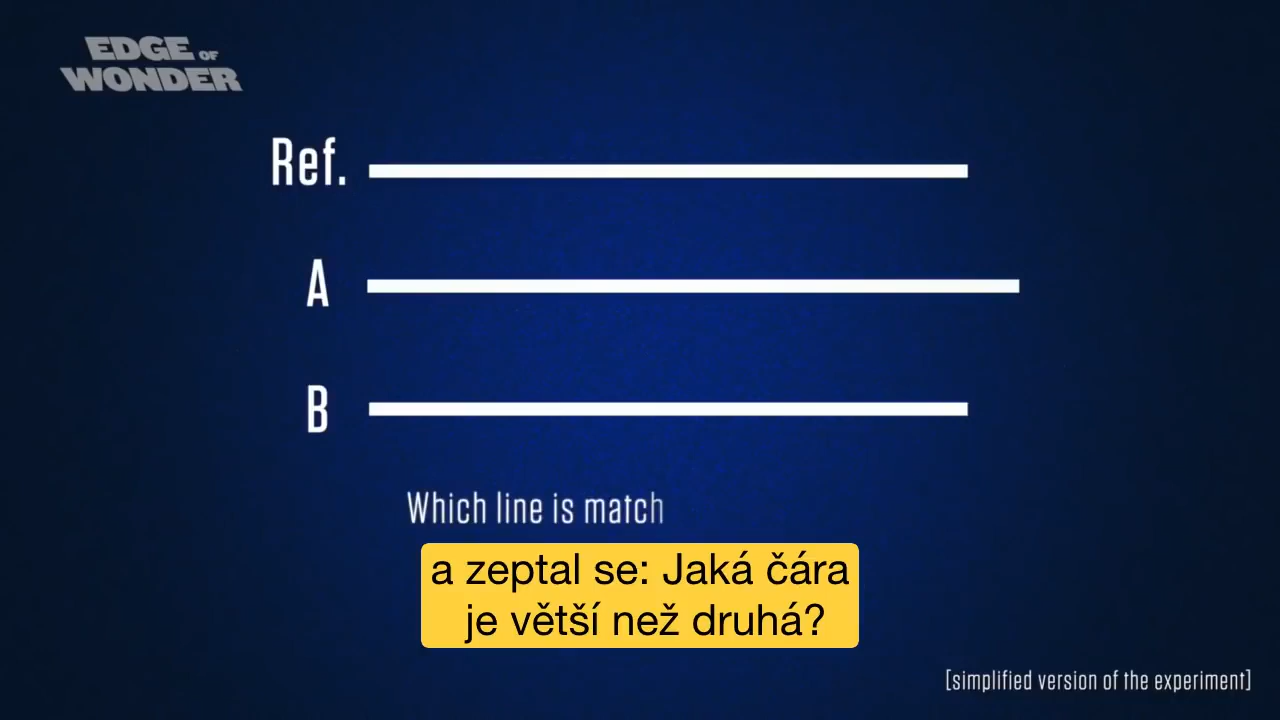 EDGE OF
WONDER
Ref.
A
B
Which line is match
a zeptal se: Jaká čára
je větší než druhá?
[simplified version of the experiment]